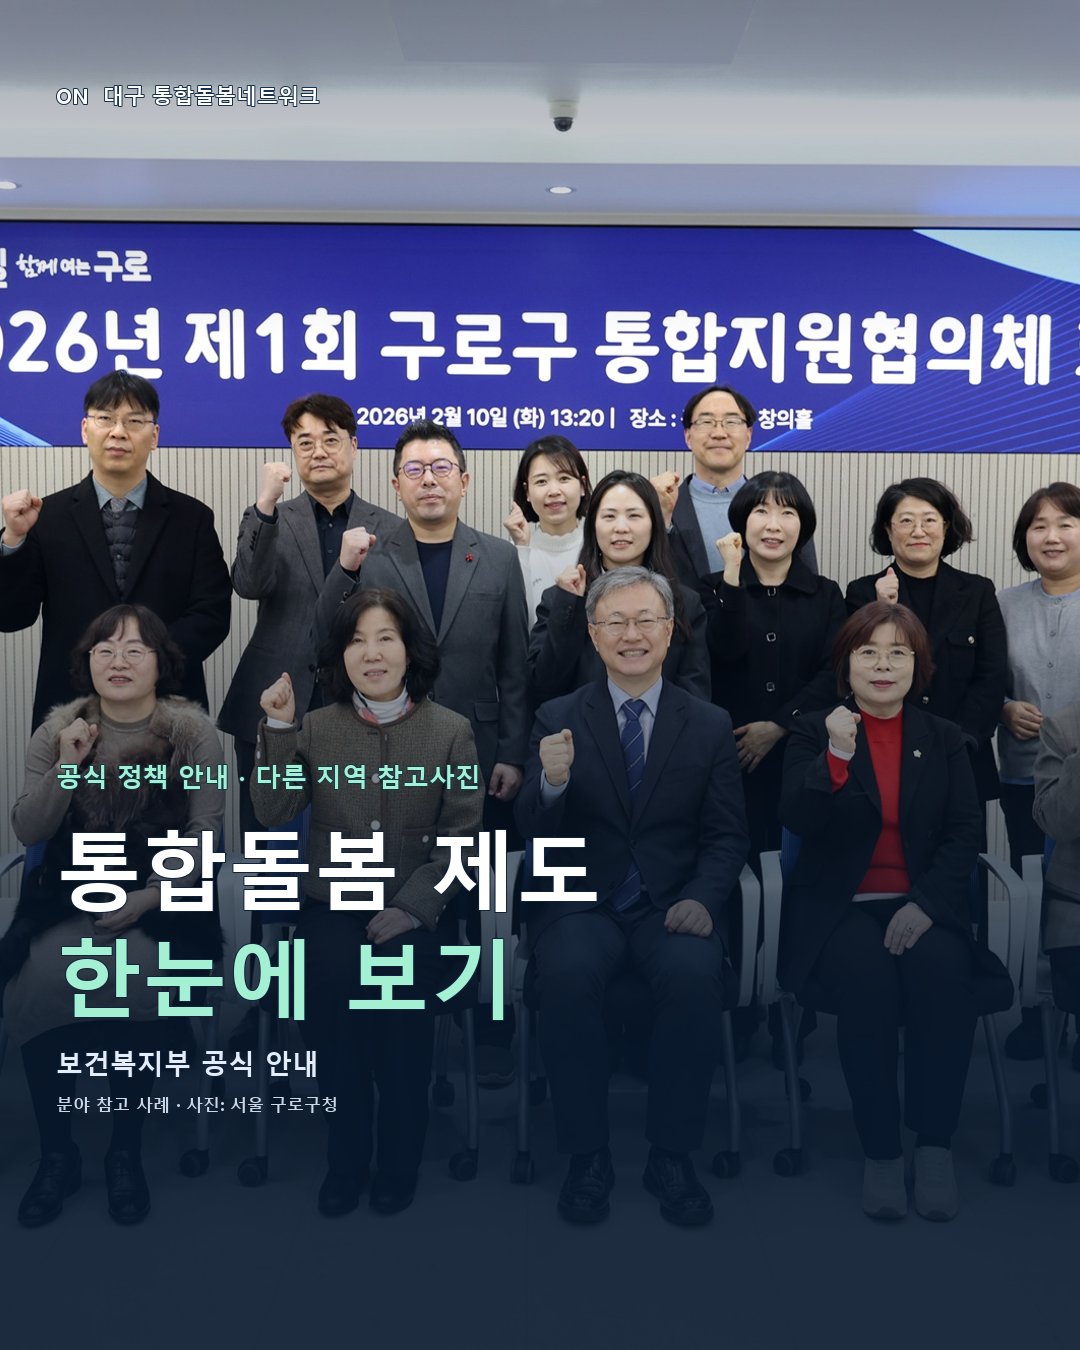 ON 대구 통합돌봄네트워크
함께 여는 구로
026년 제1회 구로구 통합지원협의체
2026년 2월 10일 (화) 13:20 | 장소 : 창의홀
공식 정책 안내 · 다른 지역 참고사진
통합돌봄 제도
한눈에 보기
보건복지부 공식 안내
분야 참고 사례 · 사진: 서울 구로구청